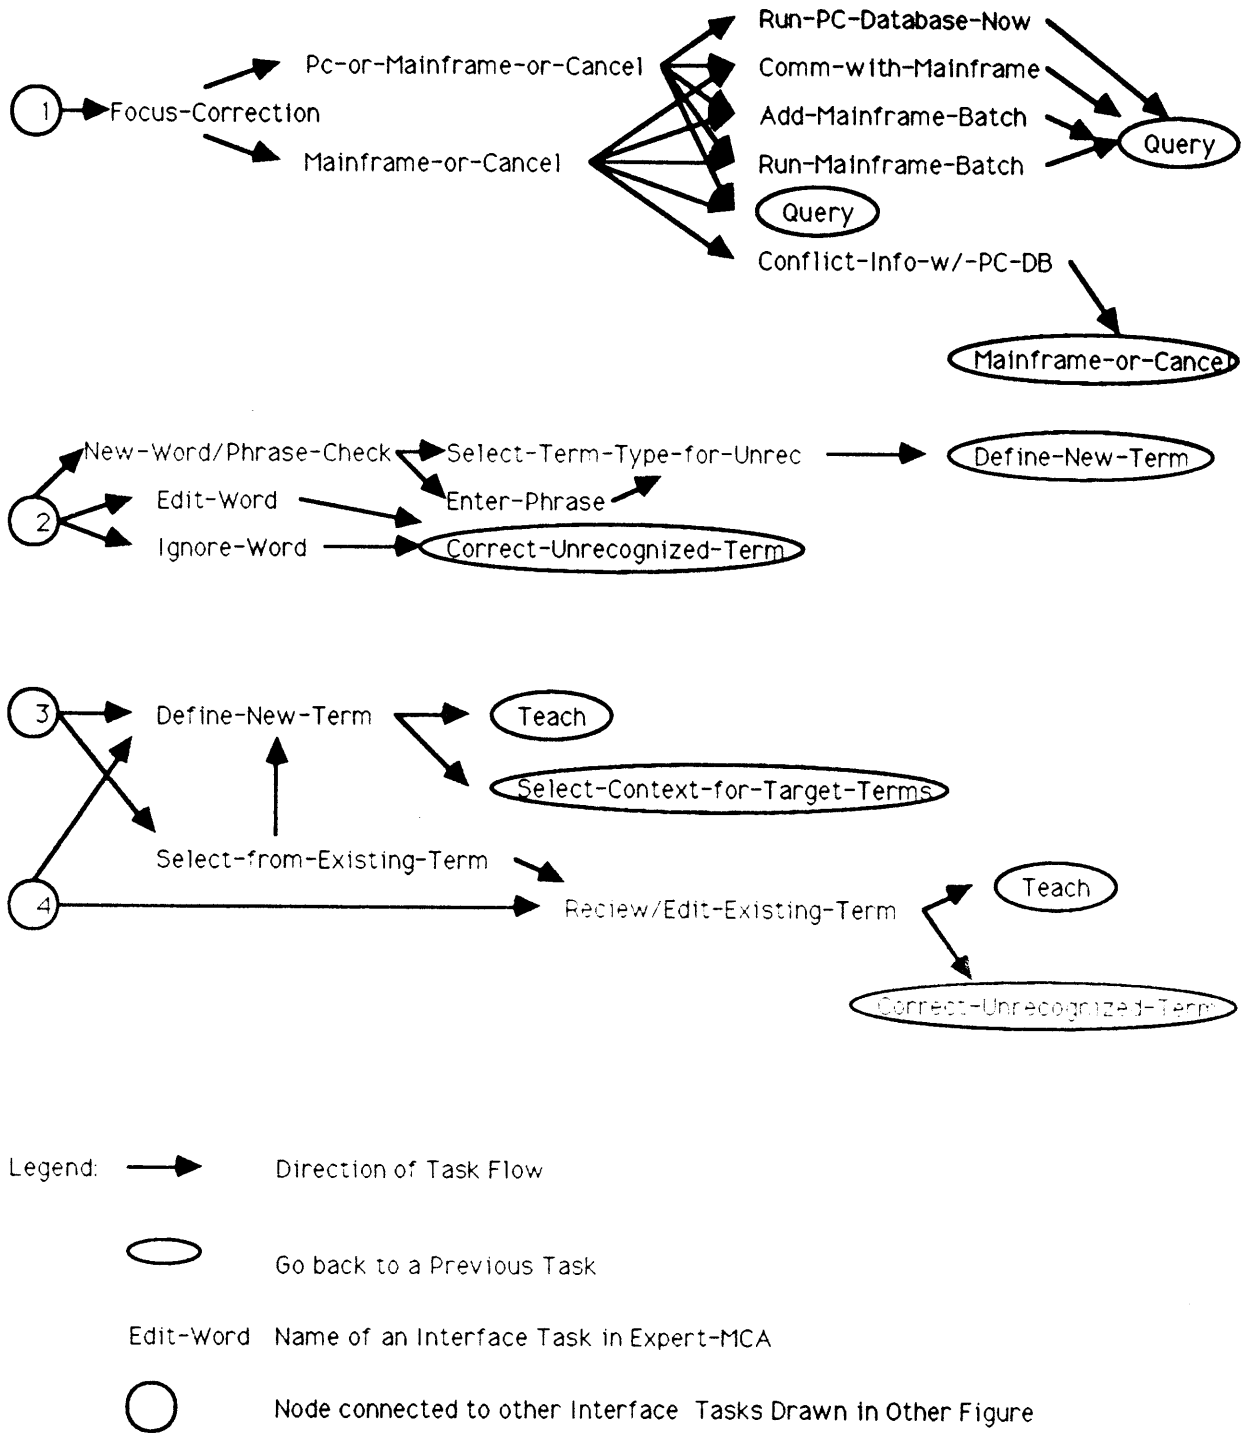 Run-PC-Database-Now
Pc-or-Mainframe-or-Cancel
Comm-with-Mainframe
1
Focus-Correction
Add-Mainframe-Batch
Query
Mainframe-or-Cancel
Run-Mainframe-Batch
Query
Conflict-Info-w/-PC-DB
Mainframe-or-Cancel
New-Word/Phrase-Check
Select-Term-Type-for-Unrec
Define-New-Term
Edit-Word
Enter-Phrase
2
Ignore-Word
Correct-Unrecognized-Term
3
Define-New-Term
Teach
Select-Context-for-Target-Terms
Select-from-Existing-Term
Teach
4
Reciew/Edit-Existing-Term
Correct-Unrecognized-Term
Legend:
Direction of Task Flow
Go back to a Previous Task
Edit-Word Name of an Interface Task in Expert-MCA
Node connected to other Interface Tasks Drawn in Other Figure